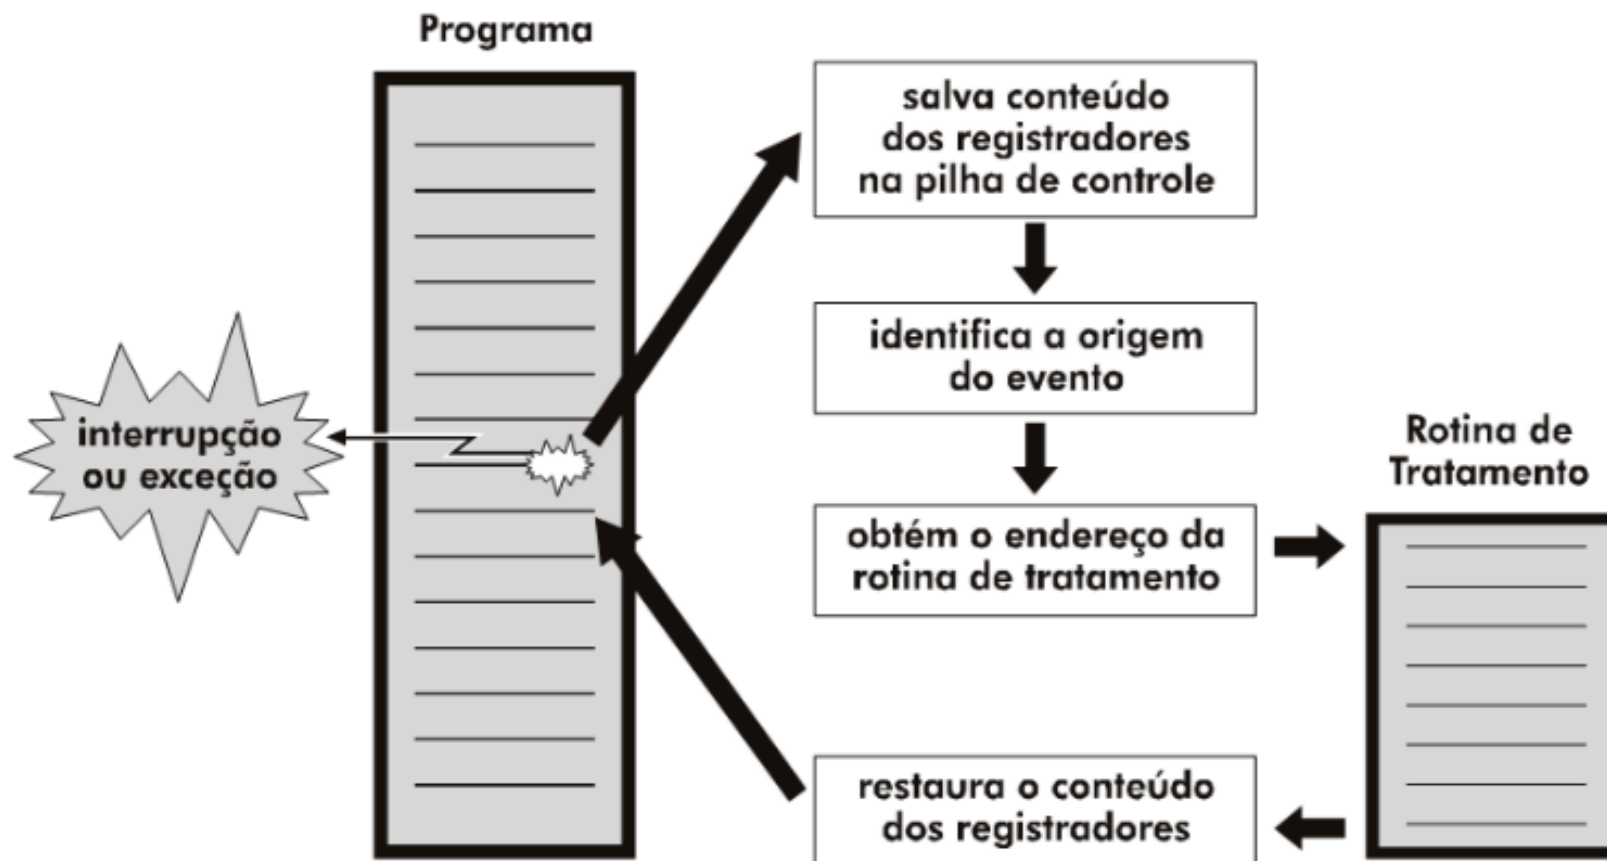 Programa
salva conteúdo
dos registradores
na pilha de controle
identifica a origem
do evento
interrupção
ou exceção
Rotina de
Tratamento
obtém o endereço da
rotina de tratamento
restaura o conteúdo
dos registradores